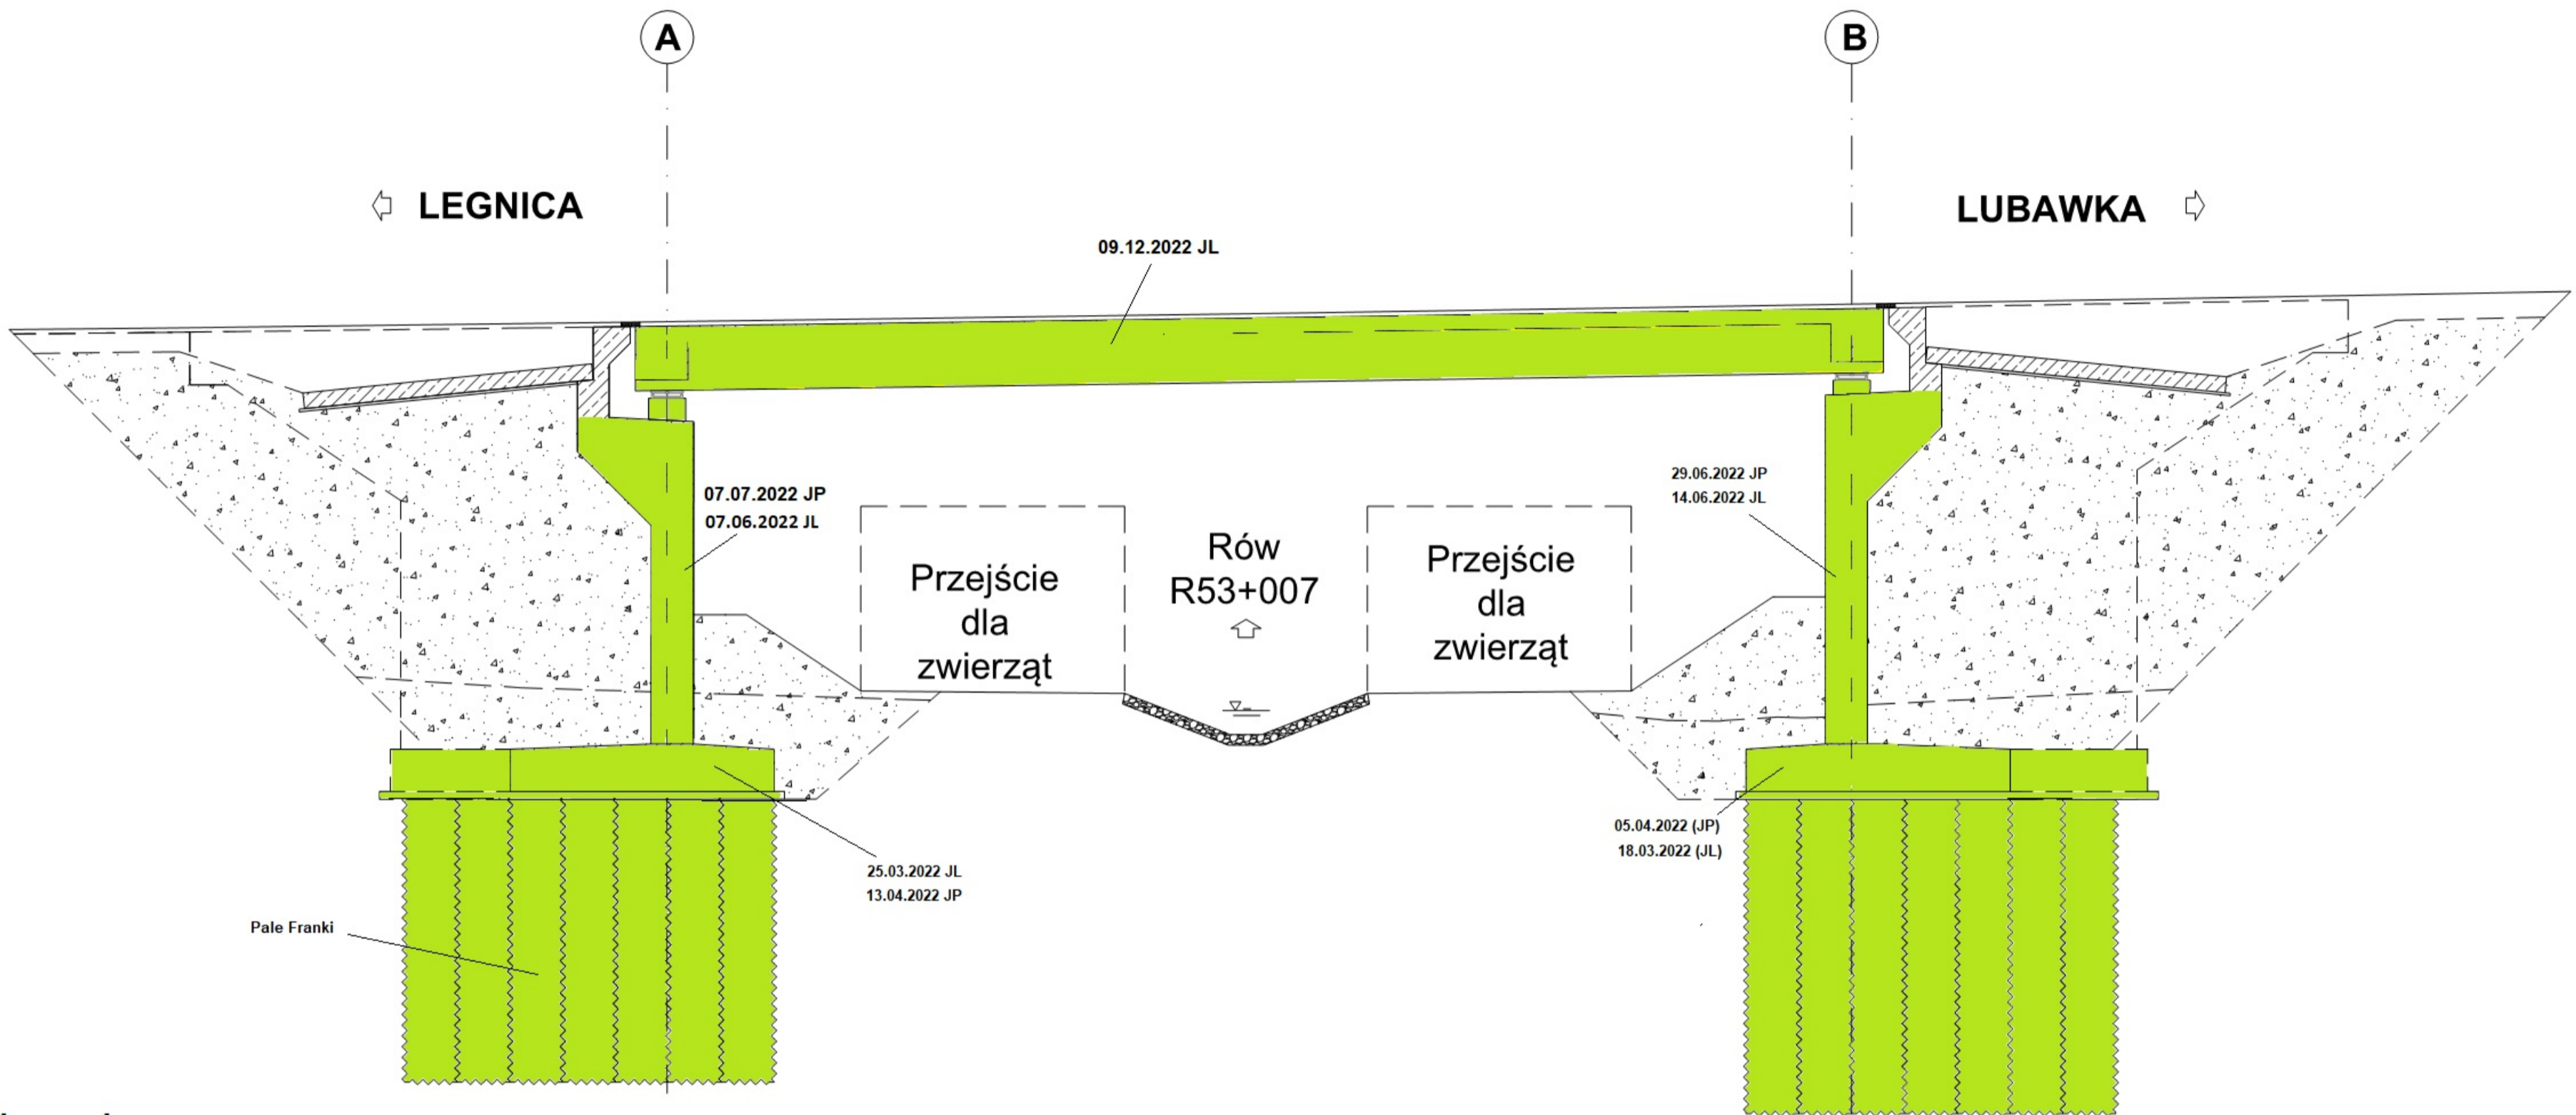 A
B
LEGNICA
LUBAWKA
09.12.2022 JL
07.07.2022 JP
07.06.2022 JL
29.06.2022 JP
14.06.2022 JL
Przejście
dla
zwierząt
Rów
R53+007
Przejście
dla
zwierząt
25.03.2022 JL
13.04.2022 JP
05.04.2022 (JP)
18.03.2022 (JL)
Pale Franki